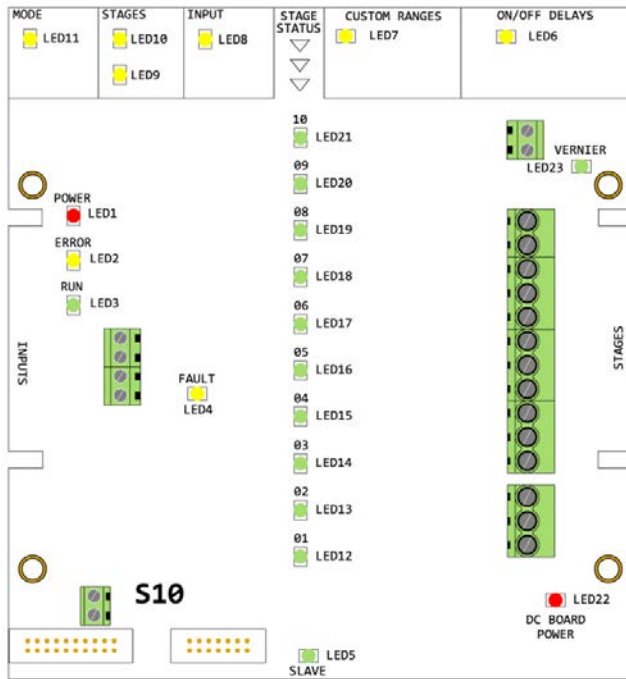 MODE
LED11
STAGES
LED10
LED9
INPUT
LED8
STAGE
STATUS
CUSTOM RANGES
LED7
ON/OFF DELAYS
LED6
10
LED21
VERNIER
LED23
09
LED20
POWER
LED1
08
LED19
ERROR
LED2
07
LED18
RUN
LED3
06
LED17
INPUTS
STAGES
05
LED16
FAULT
LED4
04
LED15
03
LED14
02
LED13
01
LED12
S10
LED22
DC BOARD
POWER
LED5
SLAVE